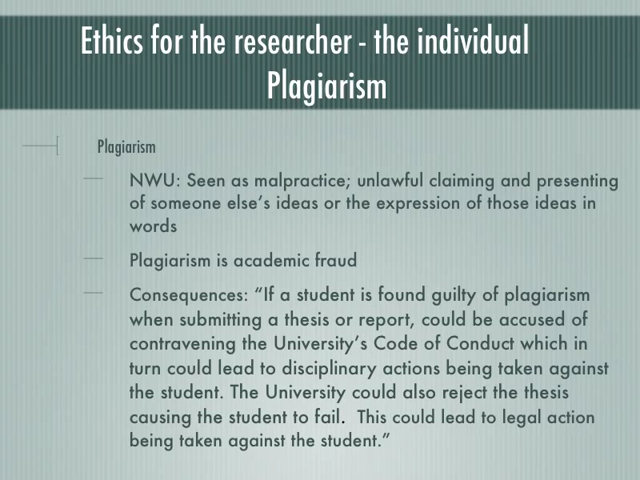 Ethics for the researcher - the individual
Plagiarism
Plagiarism
NWU: Seen as malpractice; unlawful claiming and presenting
of someone else’s ideas or the expression of those ideas in
words
Plagiarism is academic fraud
Consequences: “If a student is found guilty of plagiarism
when submitting a thesis or report, could be accused of
contravening the University’s Code of Conduct which in
turn could lead to disciplinary actions being taken against
the student. The University could also reject the thesis
causing the student to fail.  This could lead to legal action
being taken against the student.”